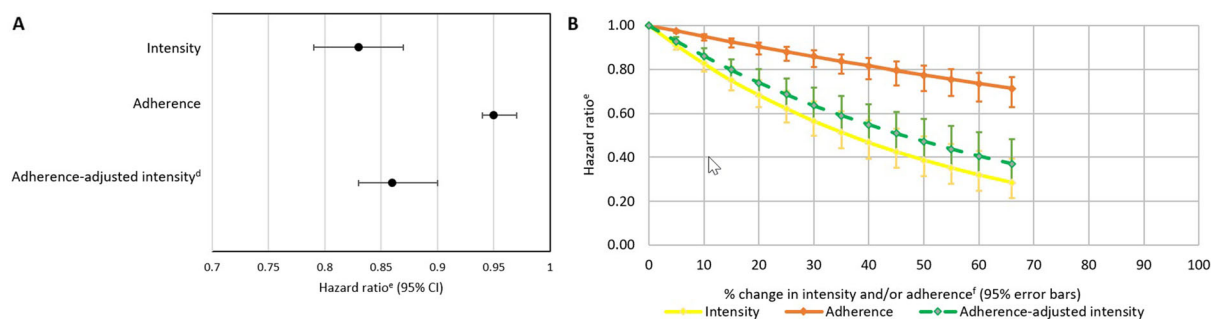 A
Intensity
Adherence
Adherence-adjusted intensityᵈ
0.7 0.75 0.8 0.85 0.9 0.95 1
Hazard ratioᵉ (95% CI)
B
Hazard ratioᵉ
1.00
0.80
0.60
0.40
0.20
0.00
0 10 20 30 40 50 60 70 80 90 100
% change in intensity and/or adherenceᶠ (95% error bars)
Intensity Adherence Adherence-adjusted intensity